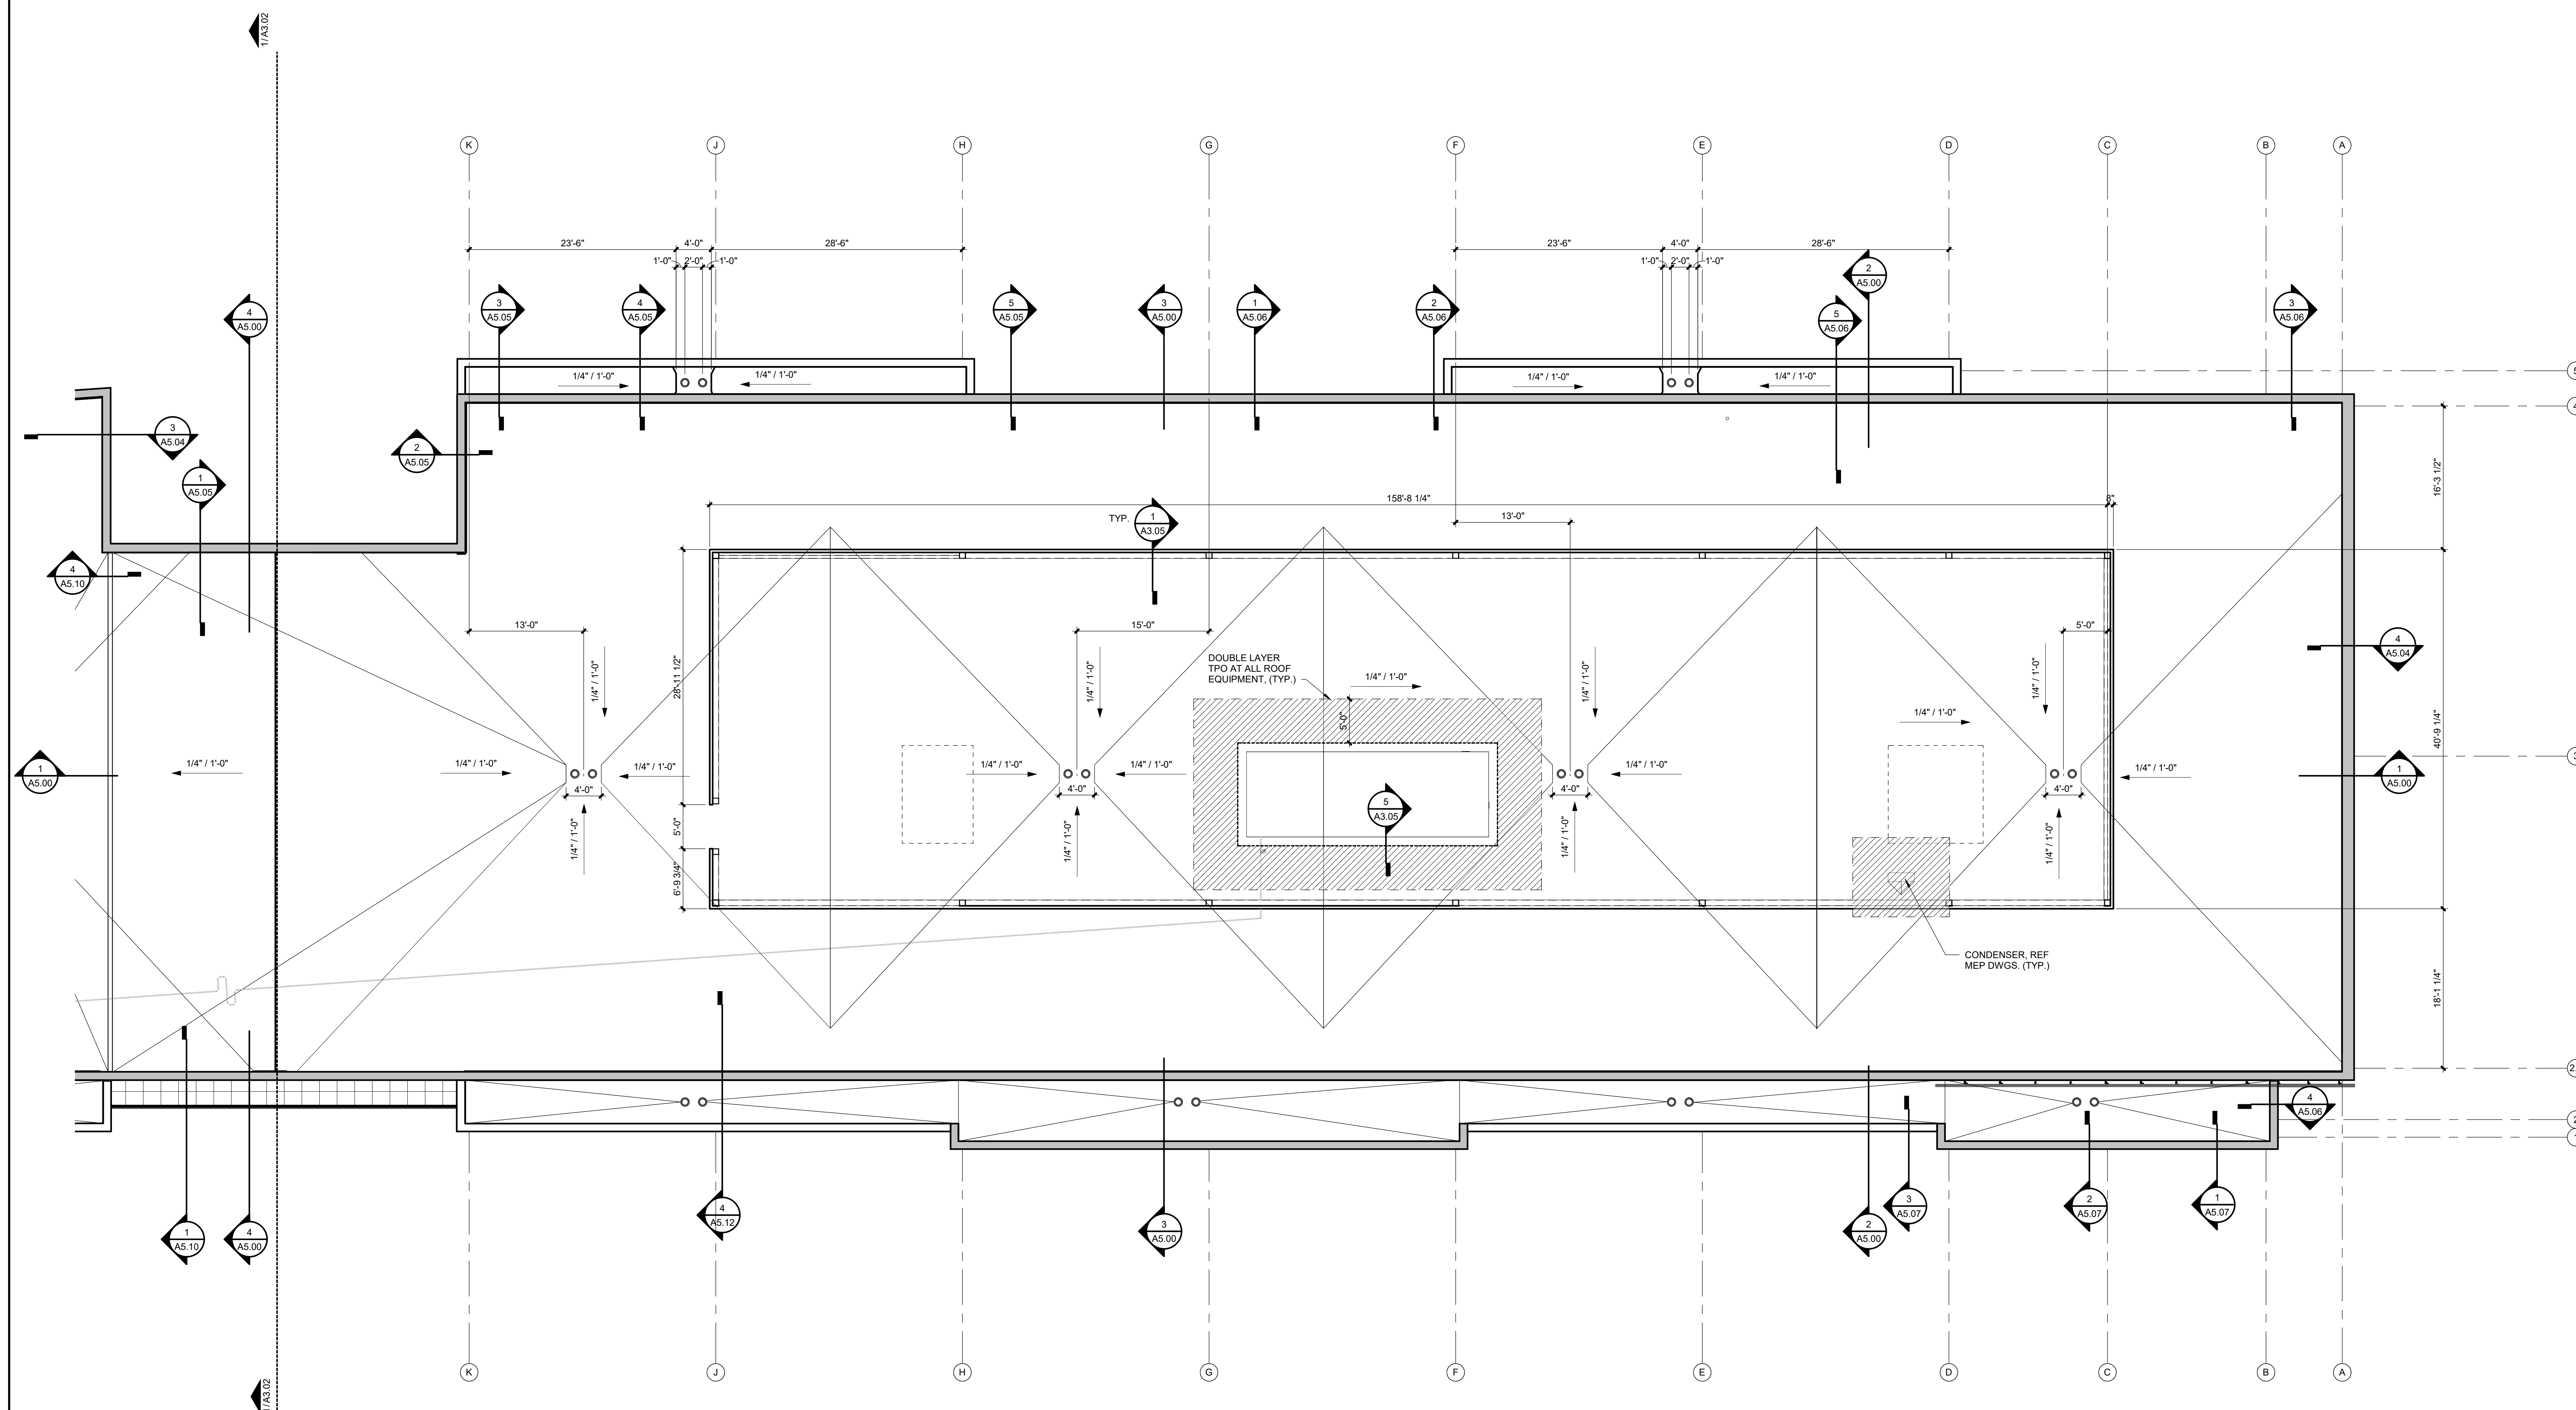 1/ A3.02
K
J
H
G
F
E
D
C
B
A
23'-6"
4'-0"
28'-6"
1'-0"
2'-0"
1'-0"
23'-6"
4'-0"
28'-6"
1'-0"
2'-0"
1'-0"
4
A5.00
3
A5.05
4
A5.05
5
A5.05
3
A5.00
1
A5.06
2
A5.06
5
A5.06
2
A5.00
3
A5.06
1/4" / 1'-0"
1/4" / 1'-0"
1/4" / 1'-0"
1/4" / 1'-0"
5
4
3
A5.04
2
A5.05
1
A5.05
4
A5.10
158'-8 1/4"
8"
16'-3 1/2"
TYP.
1
A3.05
13'-0"
13'-0"
15'-0"
5'-0"
28'-11 1/2"
1/4" / 1'-0"
1/4" / 1'-0"
1/4" / 1'-0"
1/4" / 1'-0"
DOUBLE LAYER
TPO AT ALL ROOF
EQUIPMENT, (TYP.)
1/4" / 1'-0"
5'-0"
1/4" / 1'-0"
4
A5.04
40'-9 1/4"
3
1
A5.00
1/4" / 1'-0"
1/4" / 1'-0"
1/4" / 1'-0"
1/4" / 1'-0"
1/4" / 1'-0"
1/4" / 1'-0"
1/4" / 1'-0"
1
A5.00
4'-0"
4'-0"
4'-0"
4'-0"
5
A3.05
5'-0"
6'-9 3/4"
1/4" / 1'-0"
1/4" / 1'-0"
1/4" / 1'-0"
1/4" / 1'-0"
CONDENSER, REF
MEP DWGS. (TYP.)
18'-1 1/4"
4
A5.06
1
A5.10
4
A5.00
4
A5.12
3
A5.00
2
A5.00
3
A5.07
2
A5.07
1
A5.07
K
J
H
G
F
E
D
C
B
A
1/ A3.02